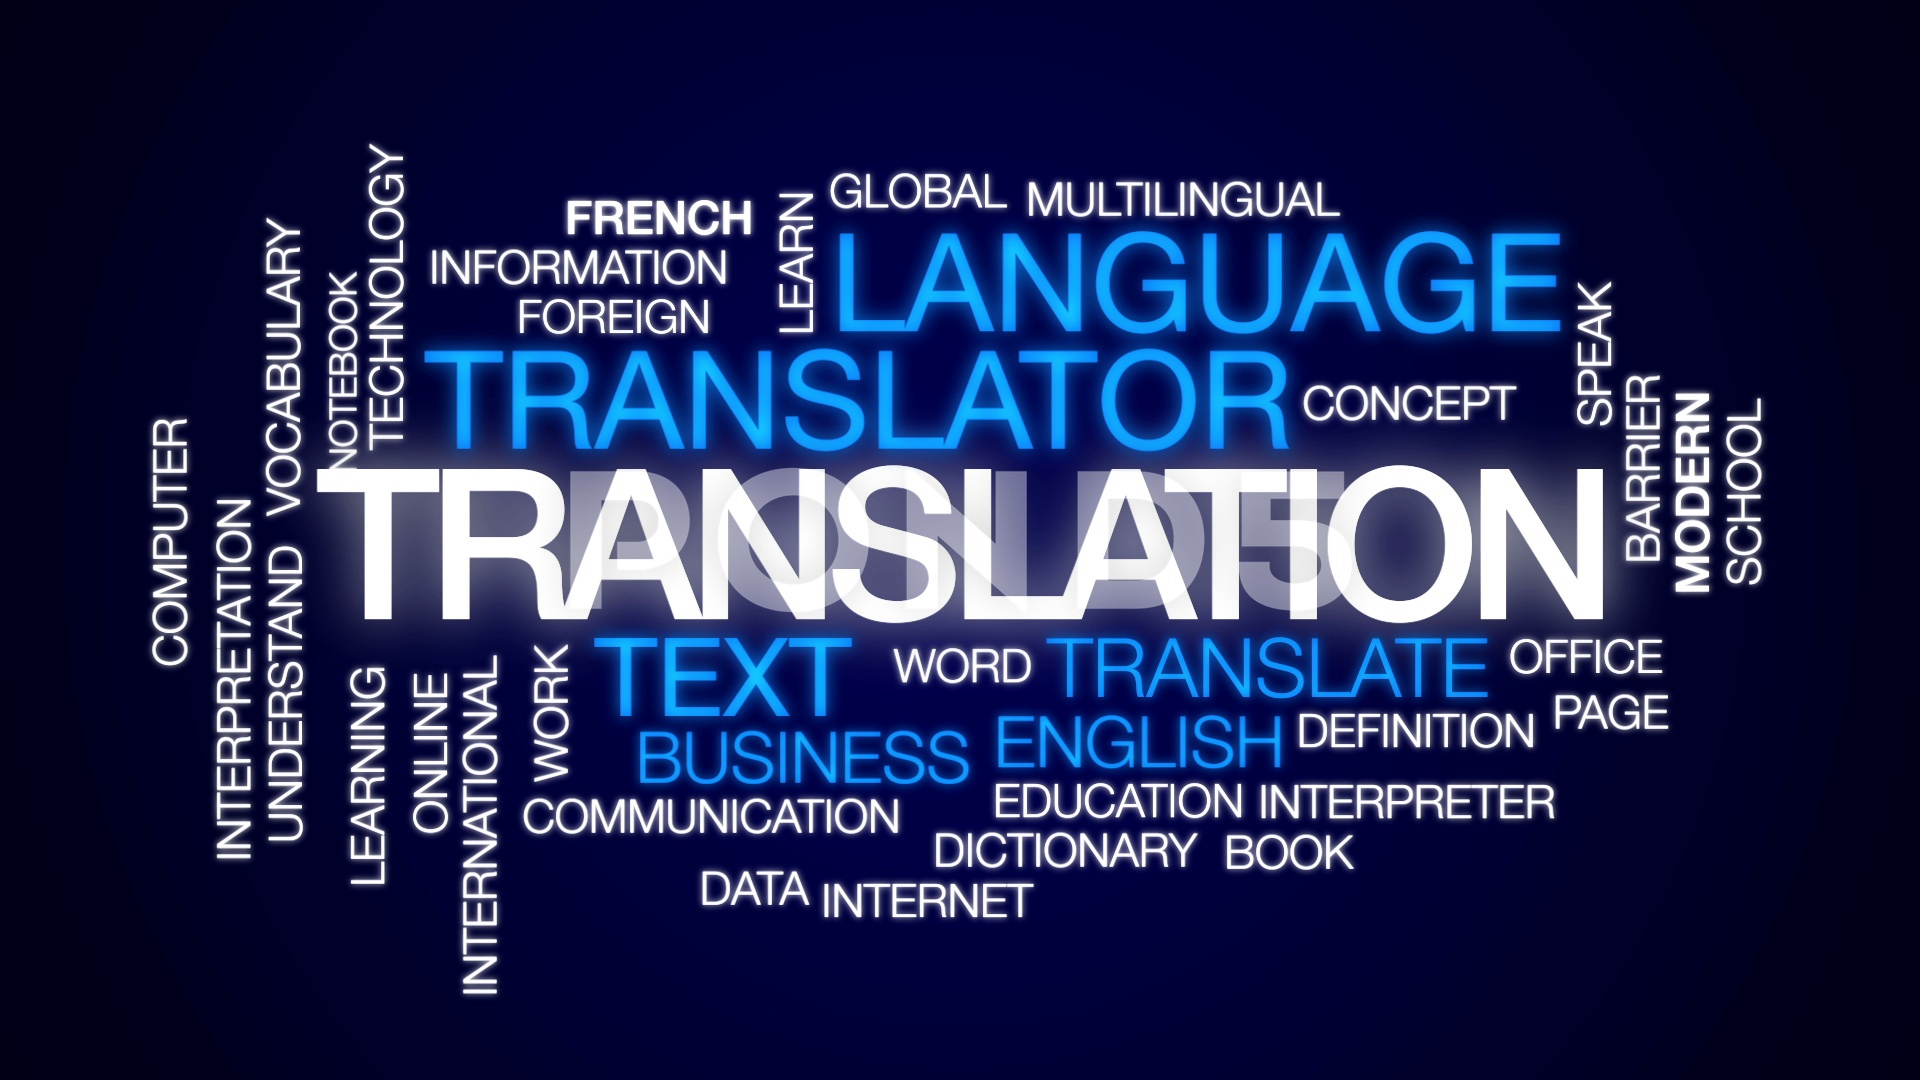 COMPUTER
INTERPRETATION
VOCABULARY
UNDERSTAND
NOTEBOOK
TECHNOLOGY
FRENCH
INFORMATION
FOREIGN
LEARN
GLOBAL
MULTILINGUAL
LANGUAGE
TRANSLATOR
CONCEPT
SPEAK
BARRIER
MODERN
SCHOOL
TRANSLATION
POND5
LEARNING
ONLINE
INTERNATIONAL
WORK
TEXT
WORD
TRANSLATE
OFFICE
PAGE
BUSINESS
ENGLISH
DEFINITION
COMMUNICATION
EDUCATION
INTERPRETER
DICTIONARY
BOOK
DATA
INTERNET